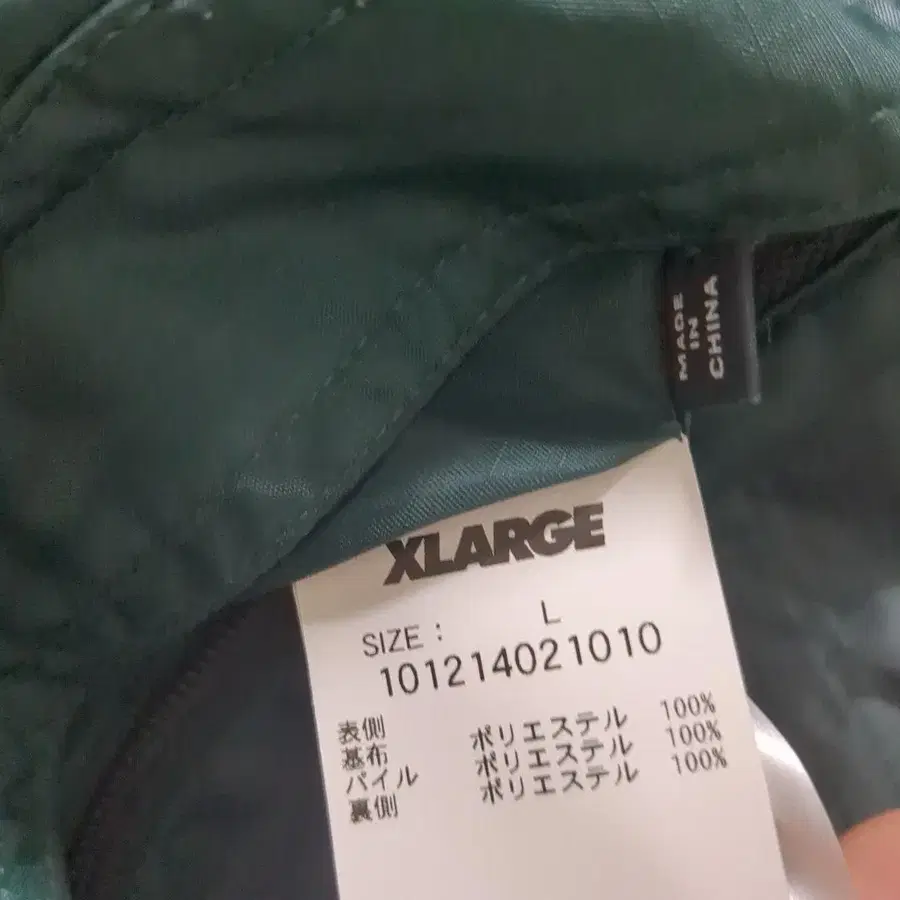 MADE
IN
CHINA
XLARGE
SIZE : L
101214021010
表側
基布 ポリエステル 100%
パイル ポリエステル 100%
裏側 ポリエステル 100%